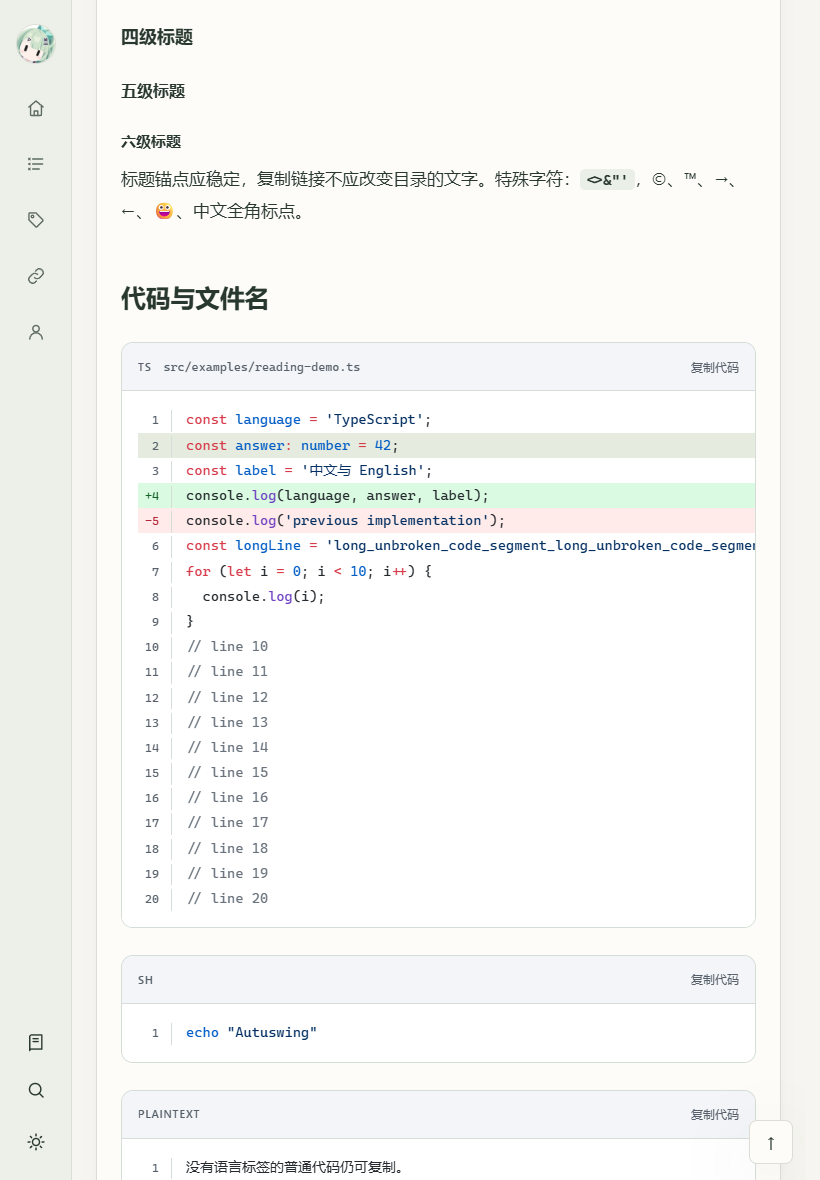 四级标题
五级标题
六级标题
标题锚点应稳定，复制链接不应改变目录的文字。特殊字符： <>&"' ，©、™、→、
←、😀、中文全角标点。
代码与文件名
TS src/examples/reading-demo.ts 复制代码
1 const language = 'TypeScript';
2 const answer: number = 42;
3 const label = '中文与 English';
+4 console.log(language, answer, label);
-5 console.log('previous implementation');
6 const longLine = 'long_unbroken_code_segment_long_unbroken_code_segmen
7 for (let i = 0; i < 10; i++) {
8   console.log(i);
9 }
10 // line 10
11 // line 11
12 // line 12
13 // line 13
14 // line 14
15 // line 15
16 // line 16
17 // line 17
18 // line 18
19 // line 19
20 // line 20
SH 复制代码
1 echo "Autuswing"
PLAINTEXT 复制代码
1 没有语言标签的普通代码仍可复制。
↑